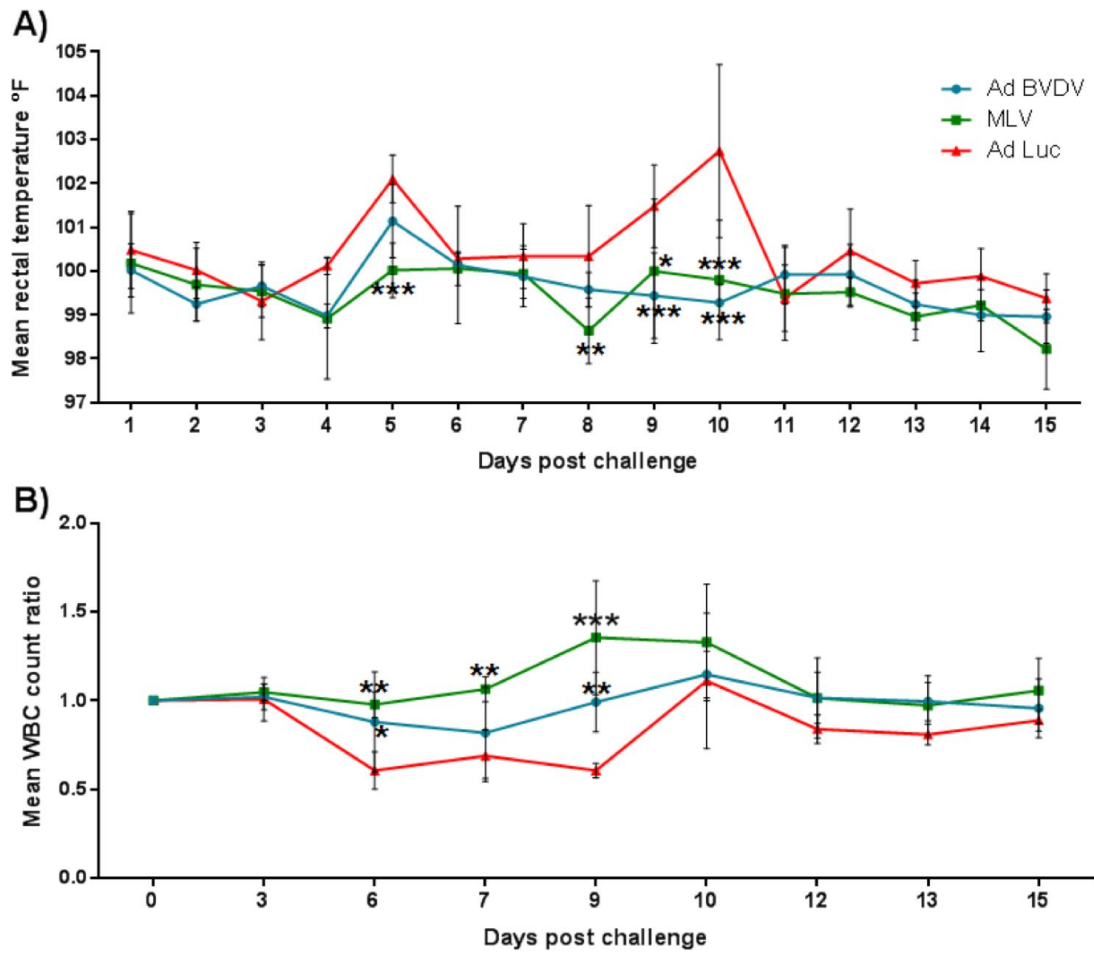 A)
Mean rectal temperature ºF
105
104
103
102
101
100
99
98
97
Ad BVDV
MLV
Ad Luc
***
**
*
***
***
***
1 2 3 4 5 6 7 8 9 10 11 12 13 14 15
Days post challenge
B)
Mean WBC count ratio
2.0
1.5
1.0
0.5
0.0
**
*
**
***
**
0 3 6 7 9 10 12 13 15
Days post challenge